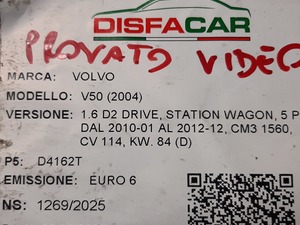 DISFACAR
PROVATO VIDEO
MARCA: VOLVO
MODELLO: V50 (2004)
VERSIONE: 1.6 D2 DRIVE, STATION WAGON, 5 P
DAL 2010-01 AL 2012-12, CM3 1560,
CV 114, KW. 84 (D)
P5: D4162T
EMISSIONE: EURO 6
NS: 1269/2025